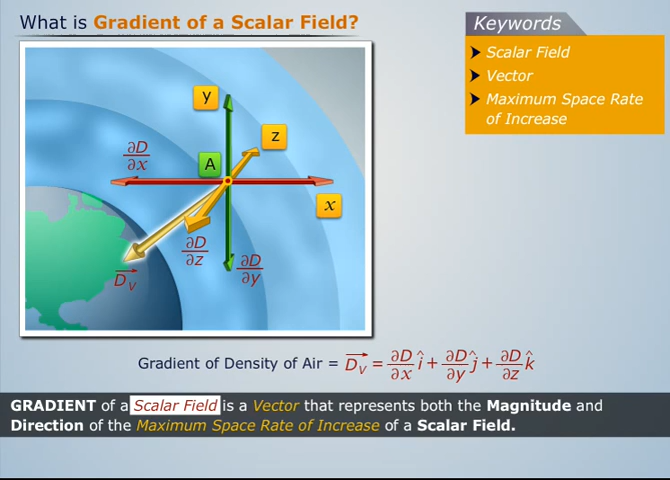 What is Gradient of a Scalar Field?
Keywords
Scalar Field
Vector
Maximum Space Rate
of Increase
y
z
∂D/∂x
A
x
∂D/∂z
∂D/∂y
D⃗ᵥ
Gradient of Density of Air = D⃗ᵥ = ∂D/∂x î + ∂D/∂y ĵ + ∂D/∂z k̂
GRADIENT of a Scalar Field is a Vector that represents both the Magnitude and
Direction of the Maximum Space Rate of Increase of a Scalar Field.